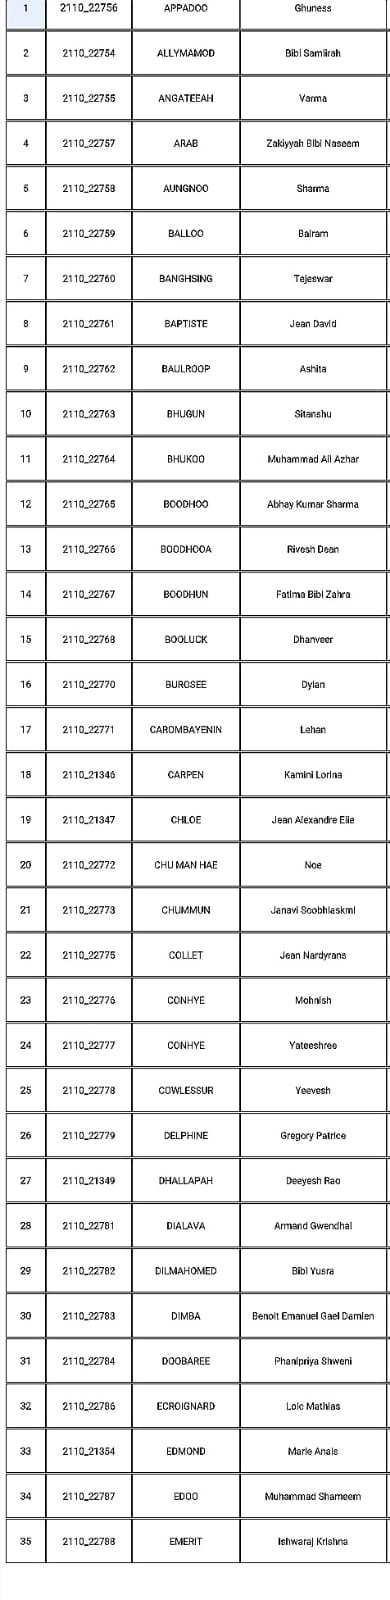 1 2110_22756 APPADOO Ghuness
2 2110_22754 ALLYMAMOD Bibi Samiirah
3 2110_22755 ANGATEEAH Varma
4 2110_22757 ARAB Zakiyyah Bibi Naseem
5 2110_22758 AUNGNOO Sharma
6 2110_22759 BALLOO Balram
7 2110_22760 BANGHSING Tejeswar
8 2110_22761 BAPTISTE Jean David
9 2110_22762 BAULROOP Ashita
10 2110_22763 BHUGUN Sitanshu
11 2110_22764 BHUKOO Muhammad Ali Azhar
12 2110_22765 BOODHOO Abhay Kumar Sharma
13 2110_22766 BOODHOOA Rivesh Dean
14 2110_22767 BOODHUN Fatima Bibi Zahra
15 2110_22768 BOOLUCK Dhanveer
16 2110_22770 BUROSEE Dylan
17 2110_22771 CAROMBAYENIN Lehan
18 2110_21346 CARPEN Kamini Lorina
19 2110_21347 CHLOE Jean Alexandre Elie
20 2110_22772 CHU MAN HAE Noe
21 2110_22773 CHUMMUN Janavi Soobhiaskmi
22 2110_22775 COLLET Jean Nardyrans
23 2110_22776 CONHYE Mohnish
24 2110_22777 CONHYE Yateeshree
25 2110_22778 COWLESSUR Yeevesh
26 2110_22779 DELPHINE Gregory Patrice
27 2110_21349 DHALLAPAH Deeyesh Rao
28 2110_22781 DIALAVA Armand Gwendhal
29 2110_22782 DILMAHOMED Bibi Yusra
30 2110_22783 DIMBA Benoit Emanuel Gael Damien
31 2110_22784 DOOBAREE Phanipriya Shweni
32 2110_22786 ECROIGNARD Loic Mathias
33 2110_21354 EDMOND Marie Anais
34 2110_22787 EDOO Muhammad Shameem
35 2110_22788 EMERIT Ishwaraj Krishna